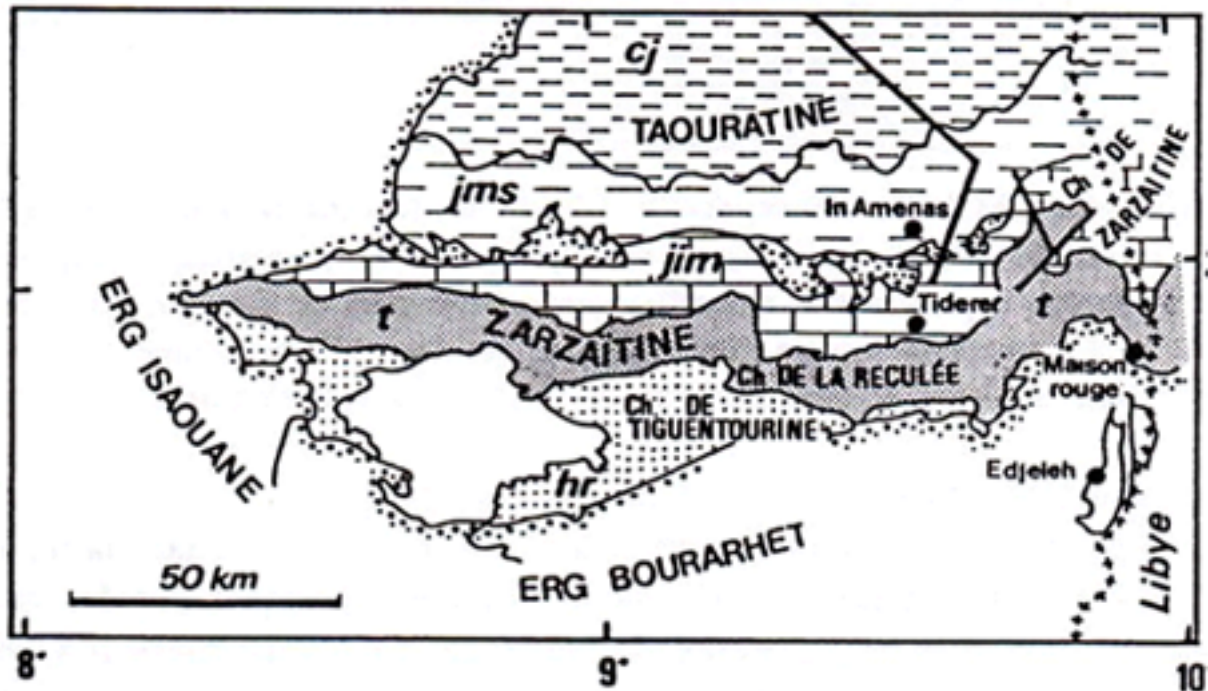 cj
TAOURATINE
Ch DE
ZARZAITINE
jms
In Amenas
jim
Tiderer
ERG ISAOUANE
t
ZARZAÏTINE
t
Ch DE LA RECULÉE
Maison
rouge
Ch. DE
TIGUENTOURINE
hr
Edjeleh
ERG BOURARHET
Libye
50 km
8°
9°
10